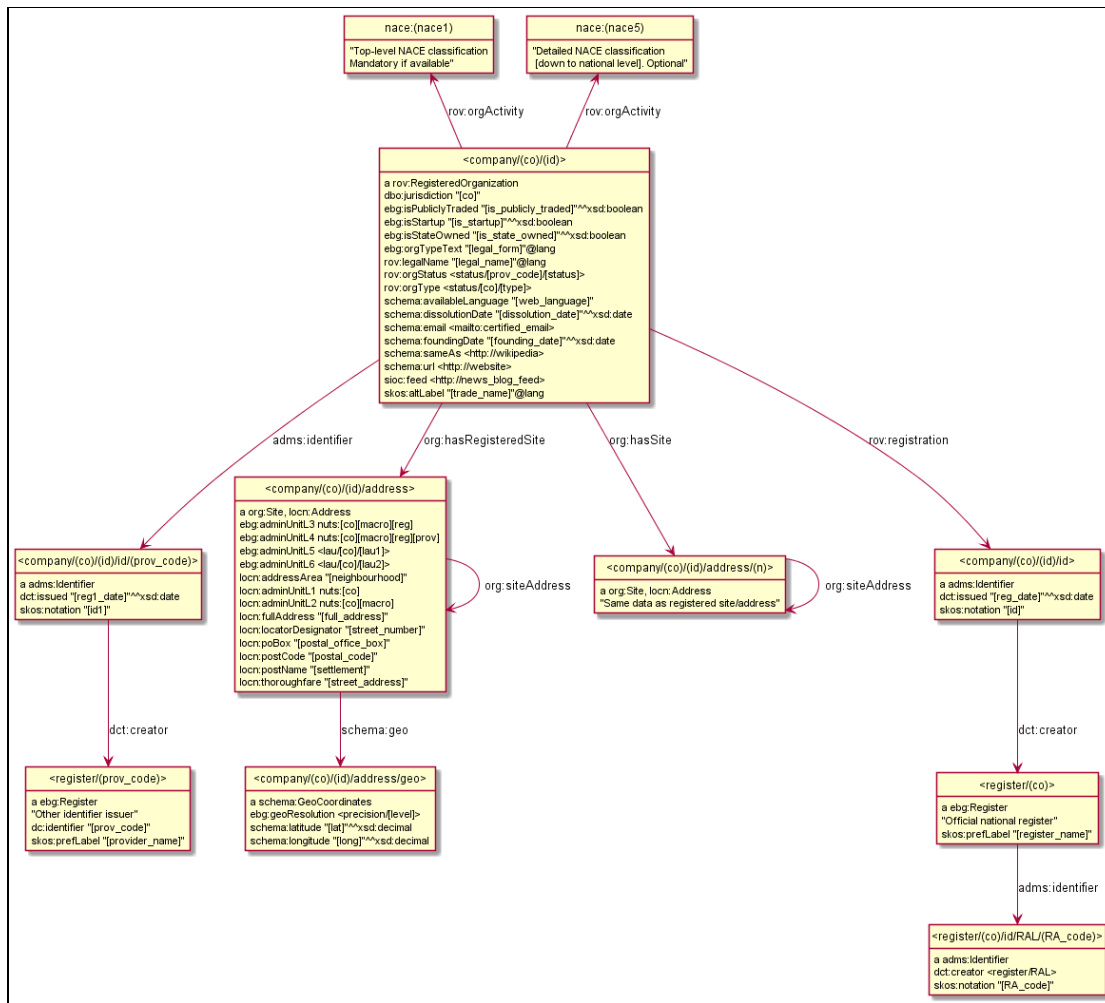 nace:(nace1)
"Top-level NACE classification
Mandatory if available"
nace:(nace5)
"Detailed NACE classification
[down to national level]. Optional"
rov:orgActivity
rov:orgActivity
<company/(co)/(id)>
a rov:RegisteredOrganization
dbo:jurisdiction "[co]"
ebg:isPubliclyTraded "[is_publicly_traded]"^^xsd:boolean
ebg:isStartup "[is_startup]"^^xsd:boolean
ebg:isStateOwned "[is_state_owned]"^^xsd:boolean
ebg:orgTypeText "[legal_form]"@lang
rov:legalName "[legal_name]"@lang
rov:orgStatus <status/[prov_code]/[status]>
rov:orgType <status/[co]/[type]>
schema:availableLanguage "[web_language]"
schema:dissolutionDate "[dissolution_date]"^^xsd:date
schema:email <mailto:certified_email>
schema:foundingDate "[founding_date]"^^xsd:date
schema:sameAs <http://wikipedia>
schema:url <http://website>
sioc:feed <http://news_blog_feed>
skos:altLabel "[trade_name]"@lang
adms:identifier
org:hasRegisteredSite
org:hasSite
rov:registration
<company/(co)/(id)/id/(prov_code)>
a adms:Identifier
dct:issued "[reg1_date]"^^xsd:date
skos:notation "[id1]"
<company/(co)/(id)/address>
a org:Site, locn:Address
ebg:adminUnitL3 nuts:[co][macro][reg]
ebg:adminUnitL4 nuts:[co][macro][reg][prov]
ebg:adminUnitL5 <lau/[co]/[lau1]>
ebg:adminUnitL6 <lau/[co]/[lau2]>
locn:addressArea "[neighbourhood]"
locn:adminUnitL1 nuts:[co]
locn:adminUnitL2 nuts:[co][macro]
locn:fullAddress "[full_address]"
locn:locatorDesignator "[street_number]"
locn:poBox "[postal_office_box]"
locn:postCode "[postal_code]"
locn:postName "[settlement]"
locn:thoroughfare "[street_address]"
org:siteAddress
<company/(co)/(id)/address/(n)>
a org:Site, locn:Address
"Same data as registered site/address"
org:siteAddress
<company/(co)/(id)/id>
a adms:Identifier
dct:issued "[reg_date]"^^xsd:date
skos:notation "[id]"
dct:creator
schema:geo
dct:creator
<register/(prov_code)>
a ebg:Register
"Other identifier issuer"
dc:identifier "[prov_code]"
skos:prefLabel "[provider_name]"
<company/(co)/(id)/address/geo>
a schema:GeoCoordinates
ebg:geoResolution <precision/[level]>
schema:latitude "[lat]"^^xsd:decimal
schema:longitude "[long]"^^xsd:decimal
<register/(co)>
a ebg:Register
"Official national register"
skos:prefLabel "[register_name]"
adms:identifier
<register/(co)/id/RAL/(RA_code)>
a adms:Identifier
dct:creator <register/RAL>
skos:notation "[RA_code]"